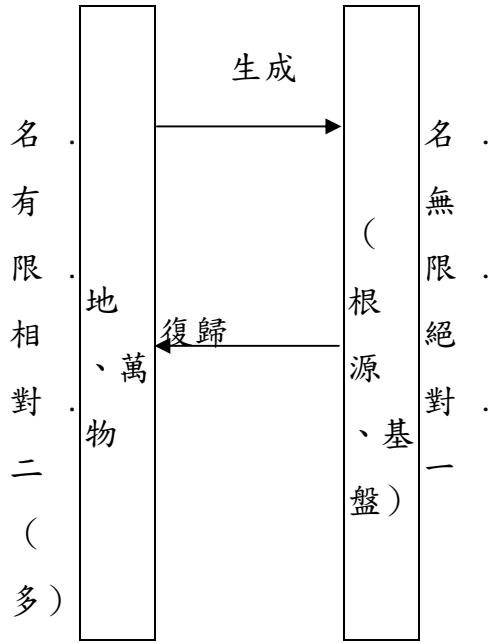 名.有限.相對.二(多)
地、萬物
生成
復歸
(根源、基盤)
名.無限.絕對.一